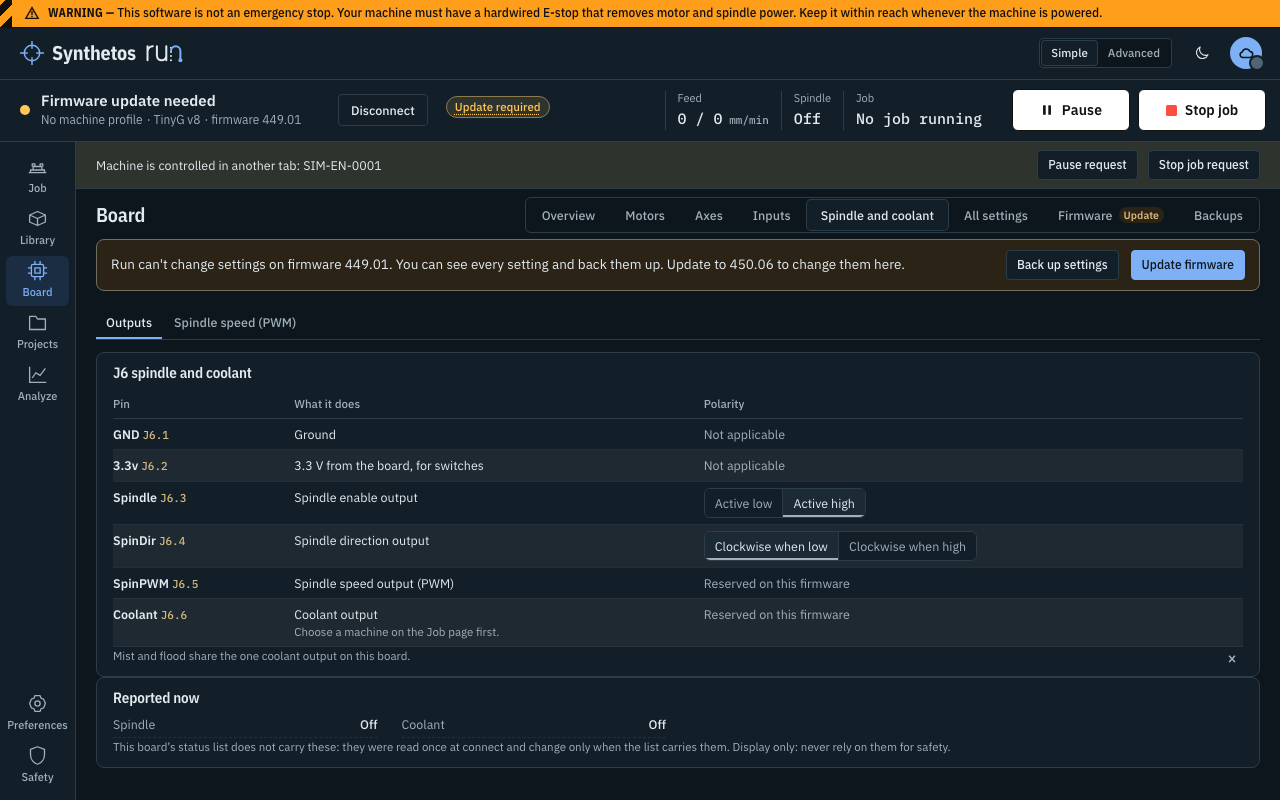 WARNING — This software is not an emergency stop. Your machine must have a hardwired E-stop that removes motor and spindle power. Keep it within reach whenever the machine is powered.
Synthetos run
Simple Advanced
Firmware update needed
No machine profile · TinyG v8 · firmware 449.01
Disconnect
Update required
Feed
0 / 0 mm/min
Spindle
Off
Job
No job running
Pause
Stop job
Job
Library
Board
Projects
Analyze
Preferences
Safety
Machine is controlled in another tab: SIM-EN-0001
Pause request
Stop job request
Board
Overview Motors Axes Inputs Spindle and coolant All settings Firmware Update Backups
Run can't change settings on firmware 449.01. You can see every setting and back them up. Update to 450.06 to change them here.
Back up settings
Update firmware
Outputs Spindle speed (PWM)
J6 spindle and coolant
Pin What it does Polarity
GND J6.1 Ground Not applicable
3.3v J6.2 3.3 V from the board, for switches Not applicable
Spindle J6.3 Spindle enable output Active low Active high
SpinDir J6.4 Spindle direction output Clockwise when low Clockwise when high
SpinPWM J6.5 Spindle speed output (PWM) Reserved on this firmware
Coolant J6.6 Coolant output Reserved on this firmware
Choose a machine on the Job page first.
Mist and flood share the one coolant output on this board.
Reported now
Spindle Off Coolant Off
This board's status list does not carry these: they were read once at connect and change only when the list carries them. Display only: never rely on them for safety.